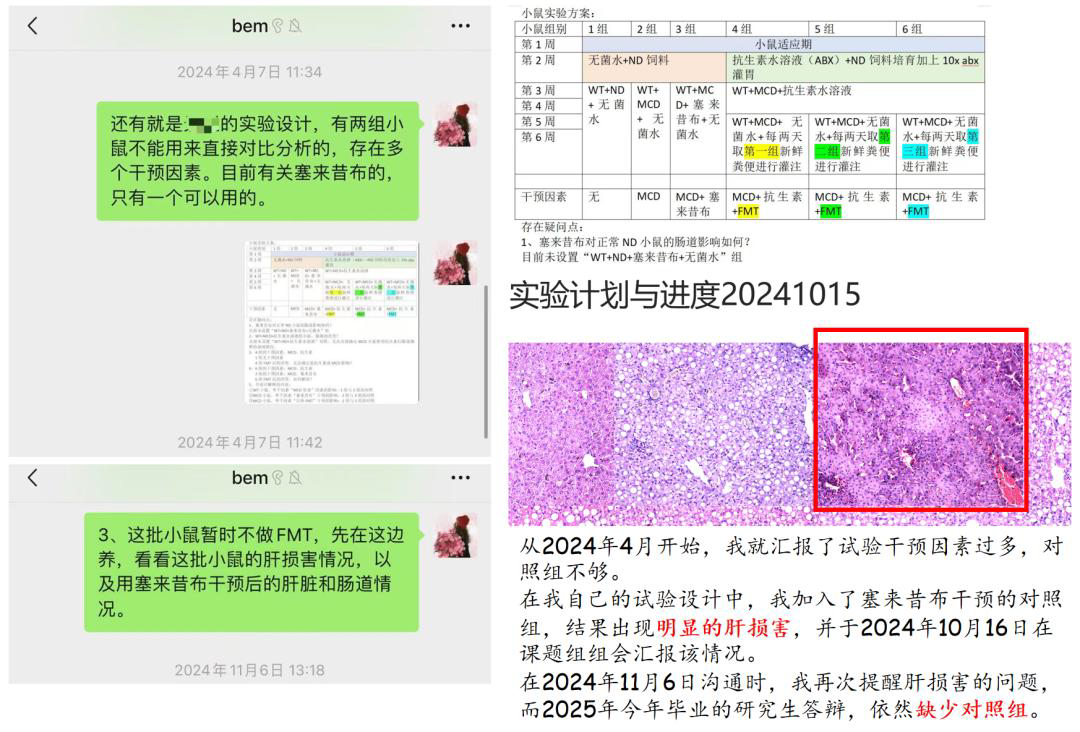 bem
2024年4月7日 11:34
还有就是
的实验设计，有两组小
鼠不能用来直接对比分析的，存在多
个干预因素。目前有关塞来昔布的，
只有一个可以用的。
2024年4月7日 11:42
bem
3、这批小鼠暂时不做FMT，先在这边
养，看看这批小鼠的肝损害情况，以
及用塞来昔布干预后的肝脏和肠道情
况。
2024年11月6日 13:18
小鼠实验方案：
小鼠组别 1 组 2 组 3 组 4 组 5 组 6 组
第 1 周 小鼠适应期
第 2 周 无菌水+ND 饲料 抗生素水溶液（ABX）+ND 饲料培育加上 10x abx
灌胃
第 3 周 WT+ND WT+ WT+MC WT+MCD+抗生素水溶液
第 4 周 + 无菌 MCD D+ 塞来
第 5 周 水 + 无 昔布+无 WT+MCD+ 无菌 WT+MCD+无菌 WT+MCD+无菌
第 6 周 菌水 菌水 水+每两天 水+每两天取第 水+每两天取第
取第一组新鲜 二组新鲜粪便 三组新鲜粪便
粪便进行灌注 进行灌注 进行灌注
干预因素 无 MCD MCD+ 塞 MCD+抗生素 MCD+ 抗生素 MCD+ 抗生素
来昔布 +FMT +FMT +FMT
存在疑问点：
1、塞来昔布对正常 ND 小鼠的肠道影响如何？
目前未设置“WT+ND+塞来昔布+无菌水”组
实验计划与进度20241015
从2024年4月开始，我就汇报了试验干预因素过多，对
照组不够。
在我自己的试验设计中，我加入了塞来昔布干预的对照
组，结果出现明显的肝损害，并于2024年10月16日在
课题组组会汇报该情况。
在2024年11月6日沟通时，我再次提醒肝损害的问题，
而2025年今年毕业的研究生答辩，依然缺少对照组。